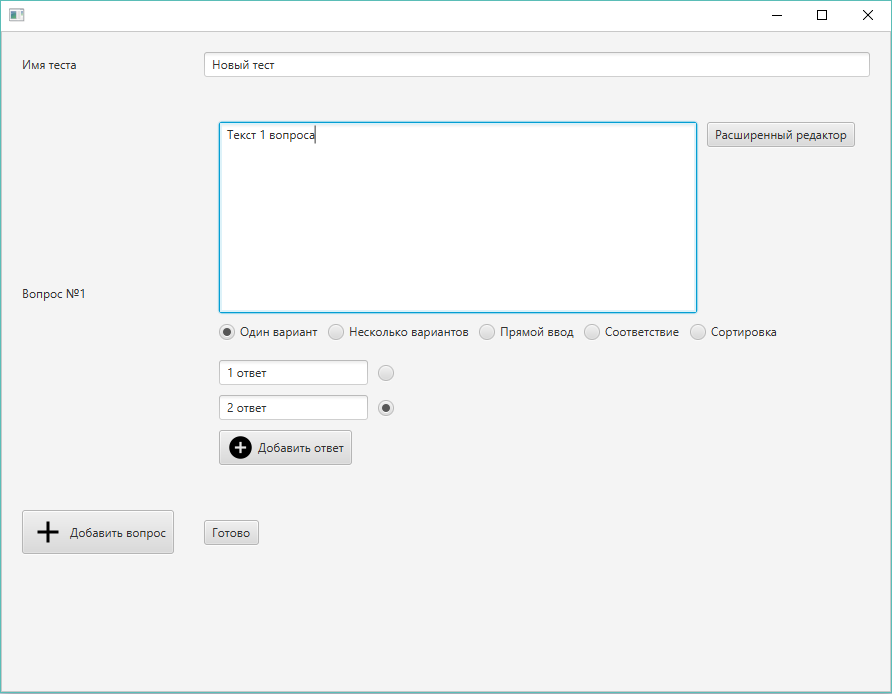 Имя теста
Новый тест
Текст 1 вопроса
Расширенный редактор
Вопрос №1
Один вариант Несколько вариантов Прямой ввод Соответствие Сортировка
1 ответ
2 ответ
Добавить ответ
Добавить вопрос
Готово